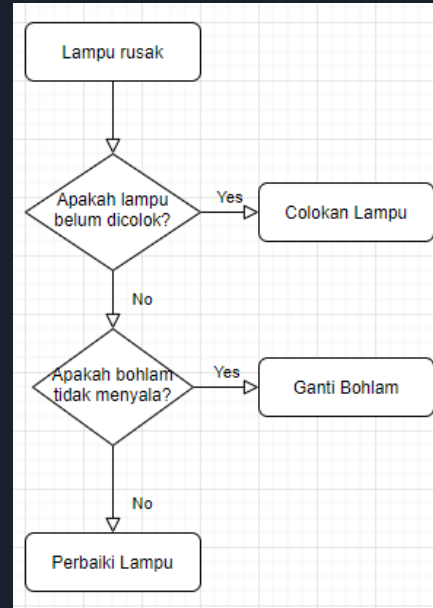 Lampu rusak
Apakah lampu
belum dicolok?
Yes
Colokan Lampu
No
Apakah bohlam
tidak menyala?
Yes
Ganti Bohlam
No
Perbaiki Lampu